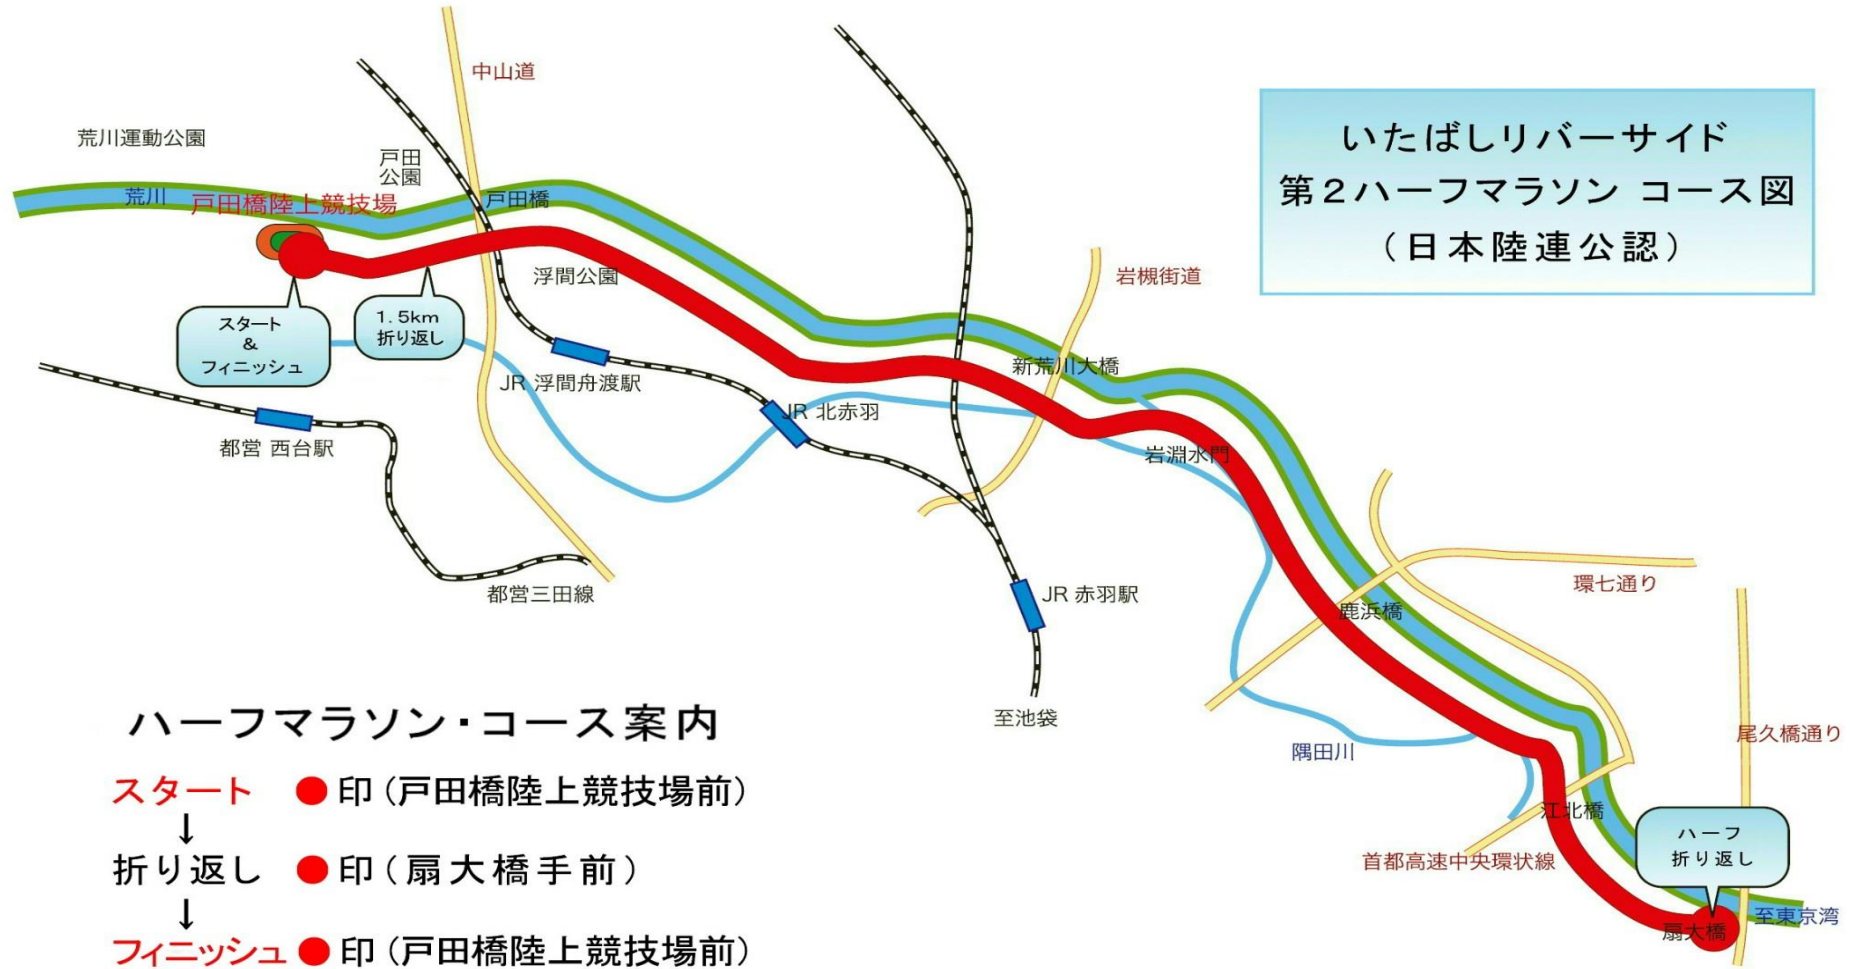 中山道
いたばしリバーサイド
第２ハーフマラソン コース図
（日本陸連公認）
荒川運動公園
戸田
公園
荒川
戸田橋陸上競技場
戸田橋
浮間公園
岩槻街道
スタート
&
フィニッシュ
1.5km
折り返し
新荒川大橋
JR 浮間舟渡駅
JR 北赤羽
都営 西台駅
岩淵水門
都営三田線
JR 赤羽駅
環七通り
鹿浜橋
至池袋
隅田川
尾久橋通り
江北橋
首都高速中央環状線
ハーフ
折り返し
至東京湾
扇大橋
ハーフマラソン・コース案内
スタート ●印（戸田橋陸上競技場前）
↓
折り返し ●印（扇大橋手前）
↓
フィニッシュ ●印（戸田橋陸上競技場前）